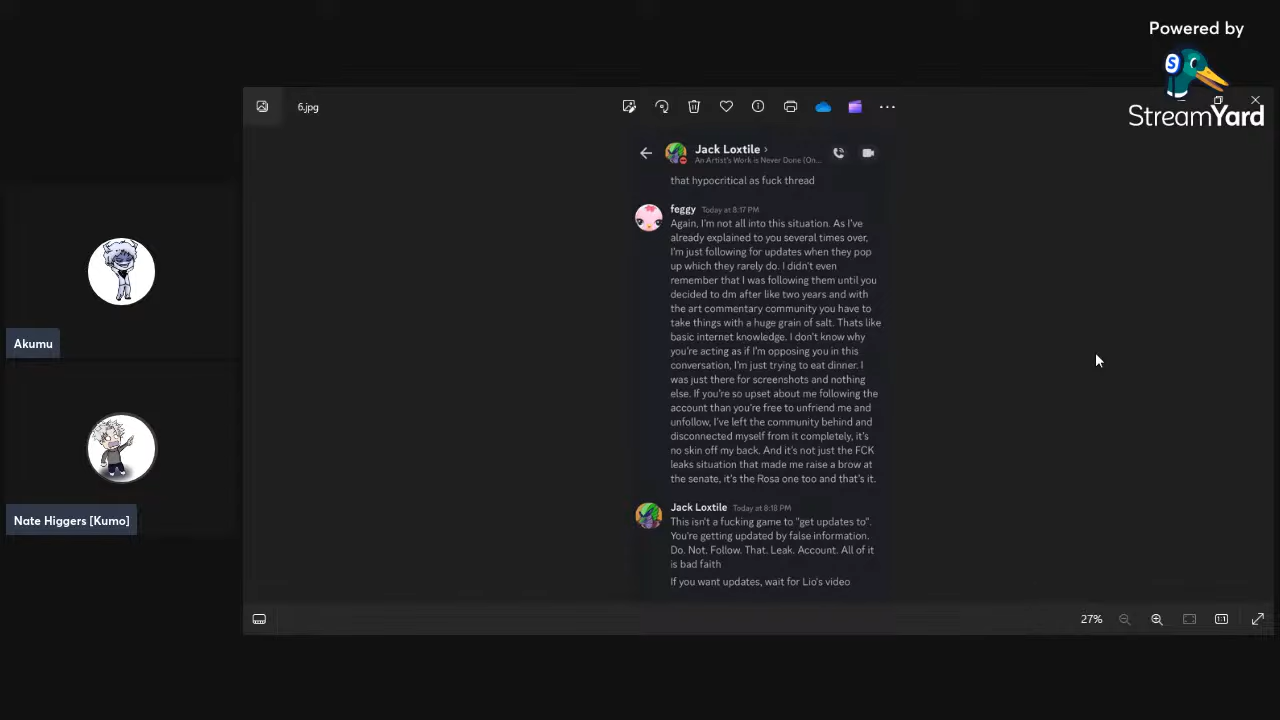 Powered by
StreamYard
6.jpg
Jack Loxtile ›
An Artist's Work is Never Done (On...
that hypocritical as fuck thread
feggy Today at 8:17 PM
Again, I'm not all into this situation. As I've
already explained to you several times over,
I'm just following for updates when they pop
up which they rarely do. I didn't even
remember that I was following them until you
decided to dm after like two years and with
the art commentary community you have to
take things with a huge grain of salt. Thats like
basic internet knowledge. I don't know why
you're acting as if I'm opposing you in this
conversation, I'm just trying to eat dinner. I
was just there for screenshots and nothing
else. If you're so upset about me following the
account than you're free to unfriend me and
unfollow, I've left the community behind and
disconnected myself from it completely, it's
no skin off my back. And it's not just the FCK
leaks situation that made me raise a brow at
the senate, it's the Rosa one too and that's it.
Jack Loxtile Today at 8:18 PM
This isn't a fucking game to "get updates to".
You're getting updated by false information.
Do. Not. Follow. That. Leak. Account. All of it
is bad faith
If you want updates, wait for Lio's video
Akumu
Nate Higgers [Kumo]
27%
1:1